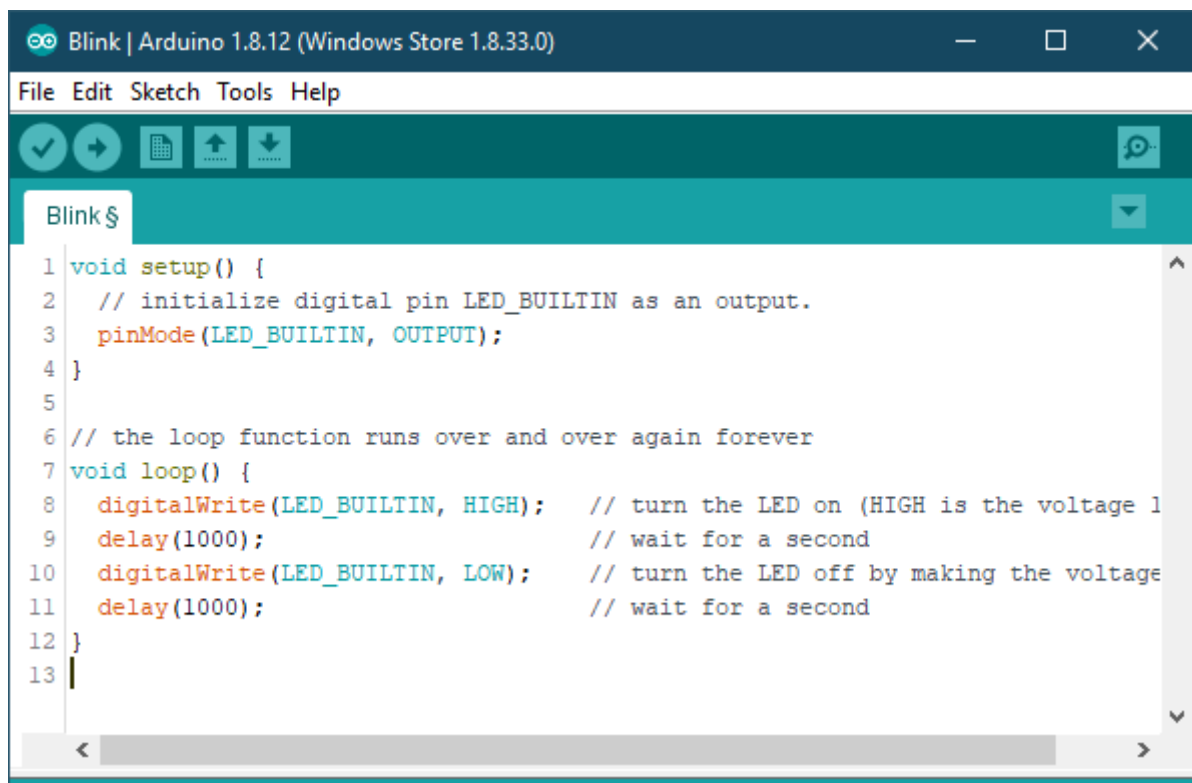 Blink | Arduino 1.8.12 (Windows Store 1.8.33.0)
File Edit Sketch Tools Help
Blink §
1 void setup() {
2   // initialize digital pin LED_BUILTIN as an output.
3   pinMode(LED_BUILTIN, OUTPUT);
4 }
5
6 // the loop function runs over and over again forever
7 void loop() {
8   digitalWrite(LED_BUILTIN, HIGH);   // turn the LED on (HIGH is the voltage l
9   delay(1000);                       // wait for a second
10   digitalWrite(LED_BUILTIN, LOW);    // turn the LED off by making the voltage
11   delay(1000);                       // wait for a second
12 }
13